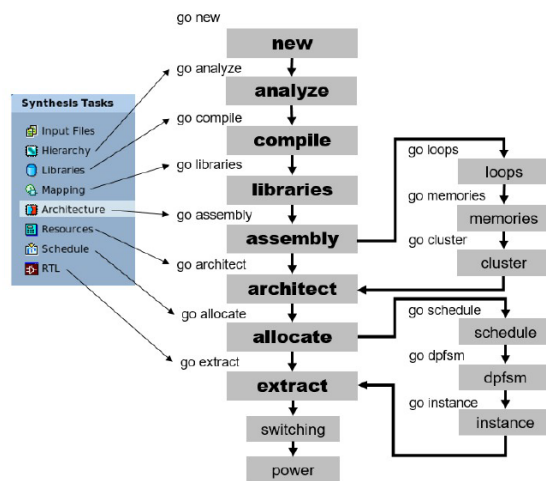 go new
new
go analyze
analyze
Synthesis Tasks
Input Files
Hierarchy
Libraries
Mapping
Architecture
Resources
Schedule
RTL
go compile
compile
go libraries
libraries
go assembly
assembly
go architect
architect
go allocate
allocate
go extract
extract
switching
power
go loops
loops
go memories
memories
go cluster
cluster
go schedule
schedule
go dpfsm
dpfsm
go instance
instance